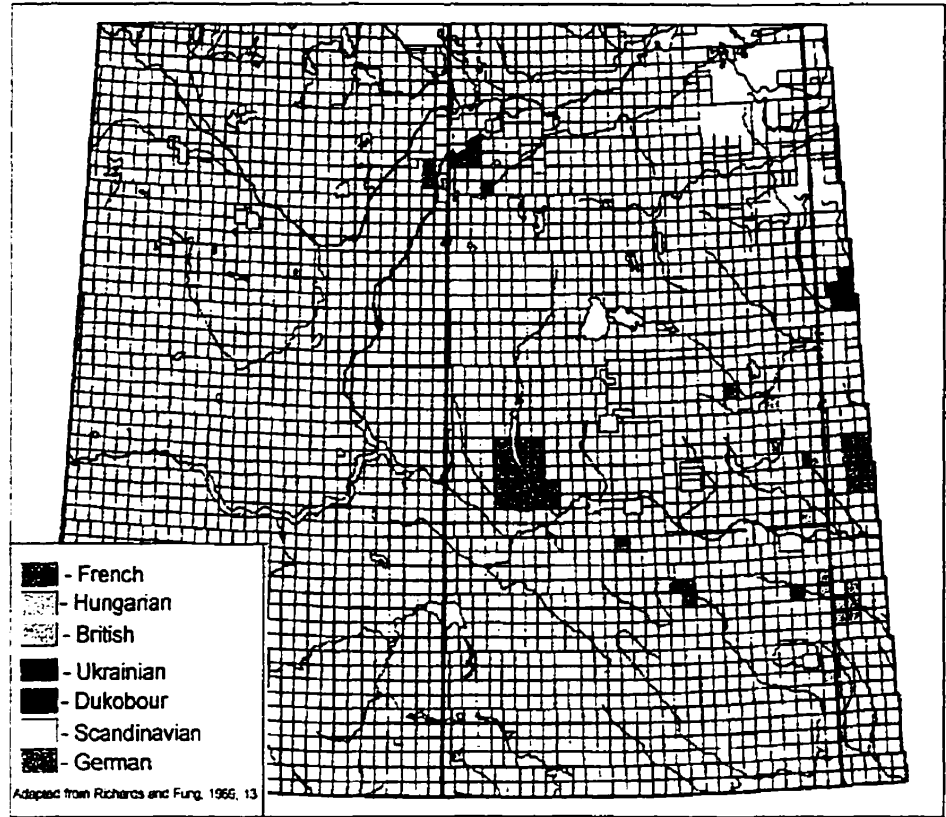 - French
- Hungarian
- British
- Ukrainian
- Dukobour
- Scandinavian
- German
Adapted from Richards and Fung, 1969, 13